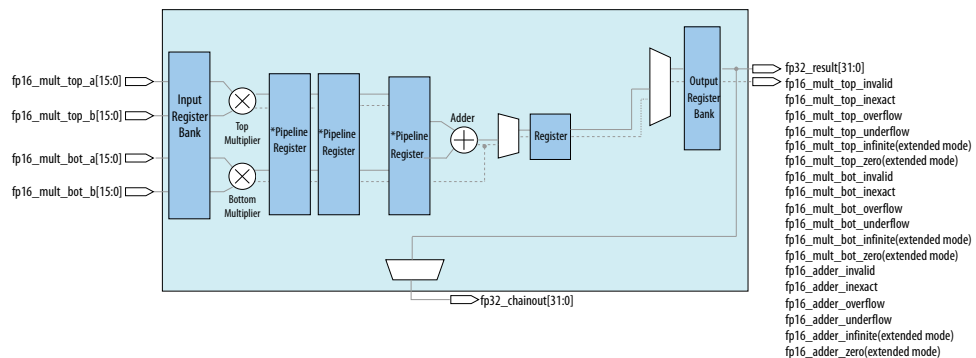 fp16_mult_top_a[15:0]
fp16_mult_top_b[15:0]
fp16_mult_bot_a[15:0]
fp16_mult_bot_b[15:0]
Input
Register
Bank
Top
Multiplier
Bottom
Multiplier
*Pipeline
Register
*Pipeline
Register
*Pipeline
Register
Adder
Register
Output
Register
Bank
fp32_result[31:0]
fp16_mult_top_invalid
fp16_mult_top_inexact
fp16_mult_top_overflow
fp16_mult_top_underflow
fp16_mult_top_infinite(extended mode)
fp16_mult_top_zero(extended mode)
fp16_mult_bot_invalid
fp16_mult_bot_inexact
fp16_mult_bot_overflow
fp16_mult_bot_underflow
fp16_mult_bot_infinite(extended mode)
fp16_mult_bot_zero(extended mode)
fp16_adder_invalid
fp16_adder_inexact
fp16_adder_overflow
fp16_adder_underflow
fp16_adder_infinite(extended mode)
fp16_adder_zero(extended mode)
fp32_chainout[31:0]